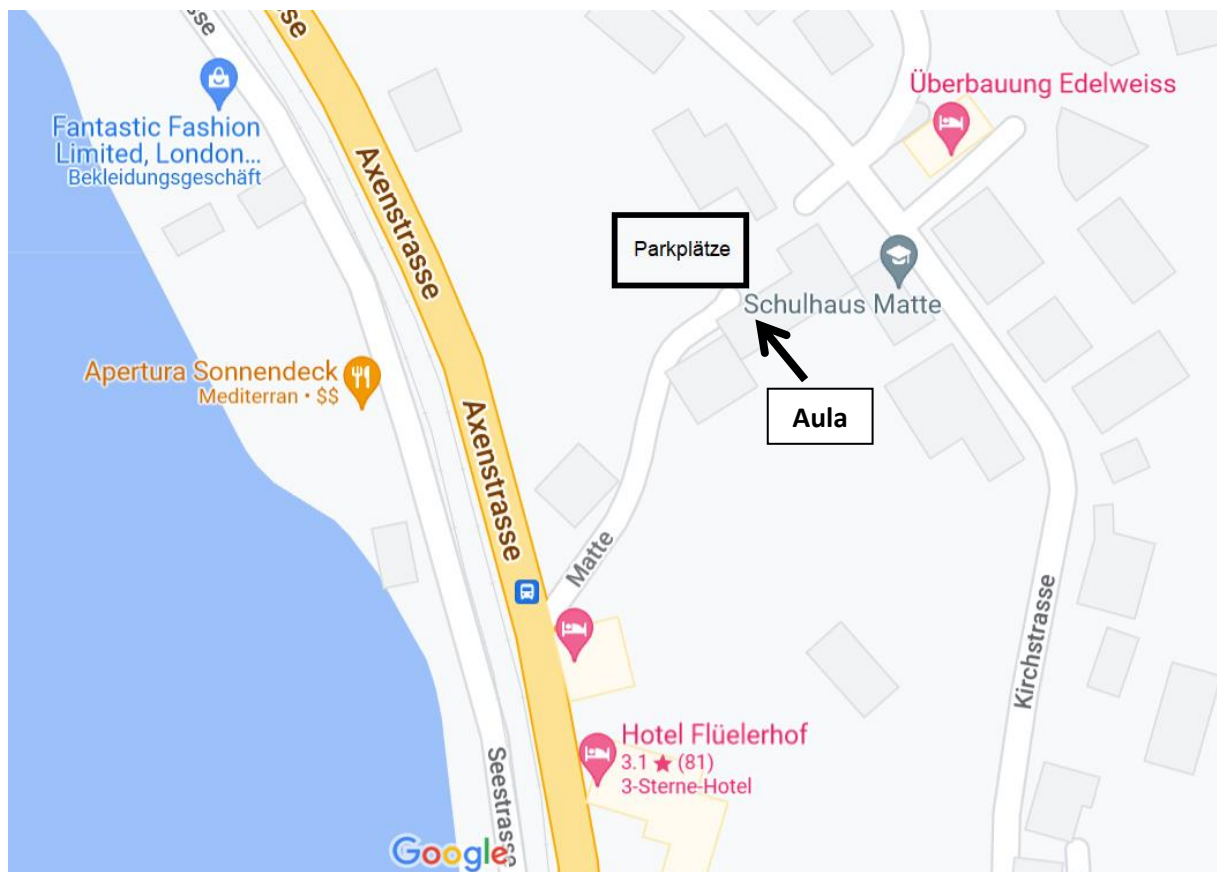 sse
sse
Überbauung Edelweiss
Fantastic Fashion
Limited, London...
Bekleidungsgeschäft
Axenstrasse
Parkplätze
Schulhaus Matte
Apertura Sonnendeck
Mediterran • $$
Aula
Axenstrasse
Matte
Kirchstrasse
Hotel Flüelerhof
3.1 ★ (81)
3-Sterne-Hotel
Seestrasse
Google